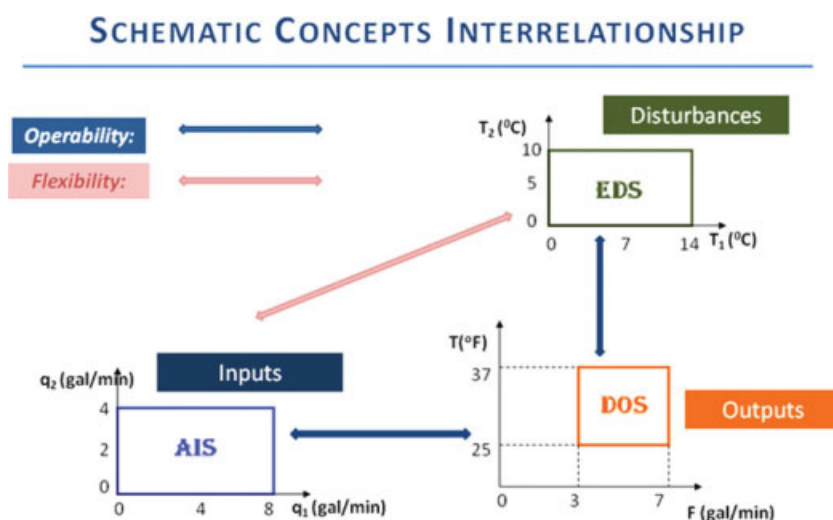 SCHEMATIC CONCEPTS INTERRELATIONSHIP
Operability:
Flexibility:
Disturbances
T₂ (⁰C)
10
5
0
EDS
0 7 14 T₁ (⁰C)
Inputs
q₂ (gal/min)
4
2
0
AIS
0 4 8 q₁ (gal/min)
T(⁰F)
37
25
DOS
Outputs
0 3 7 F (gal/min)